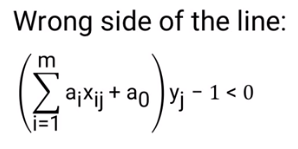 Wrong side of the line:
(∑_{i=1}^{m} a_i x_{ij} + a_0) y_j − 1 < 0